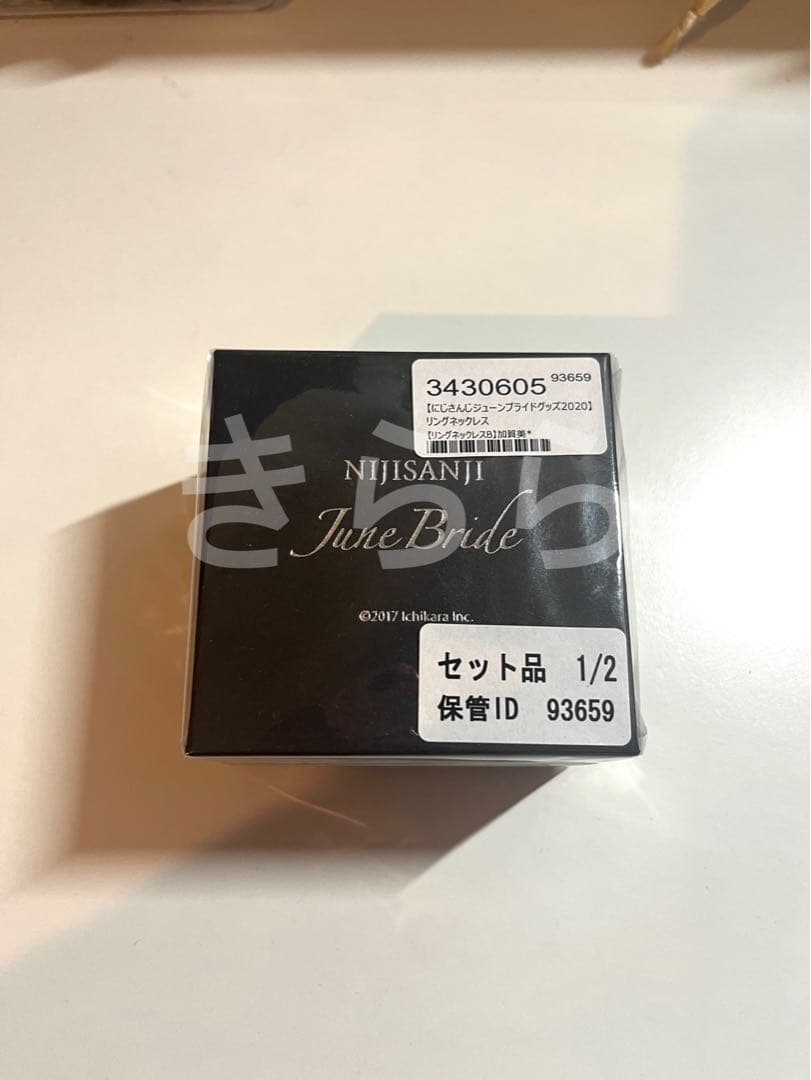 3430605 93659
【にじさんじジューンブライドグッズ2020】
リングネックレス
【リングネックレスB】加賀美*
きらら
NIJISANJI
June Bride
©2017 Ichikara Inc.
セット品 1/2
保管ID 93659